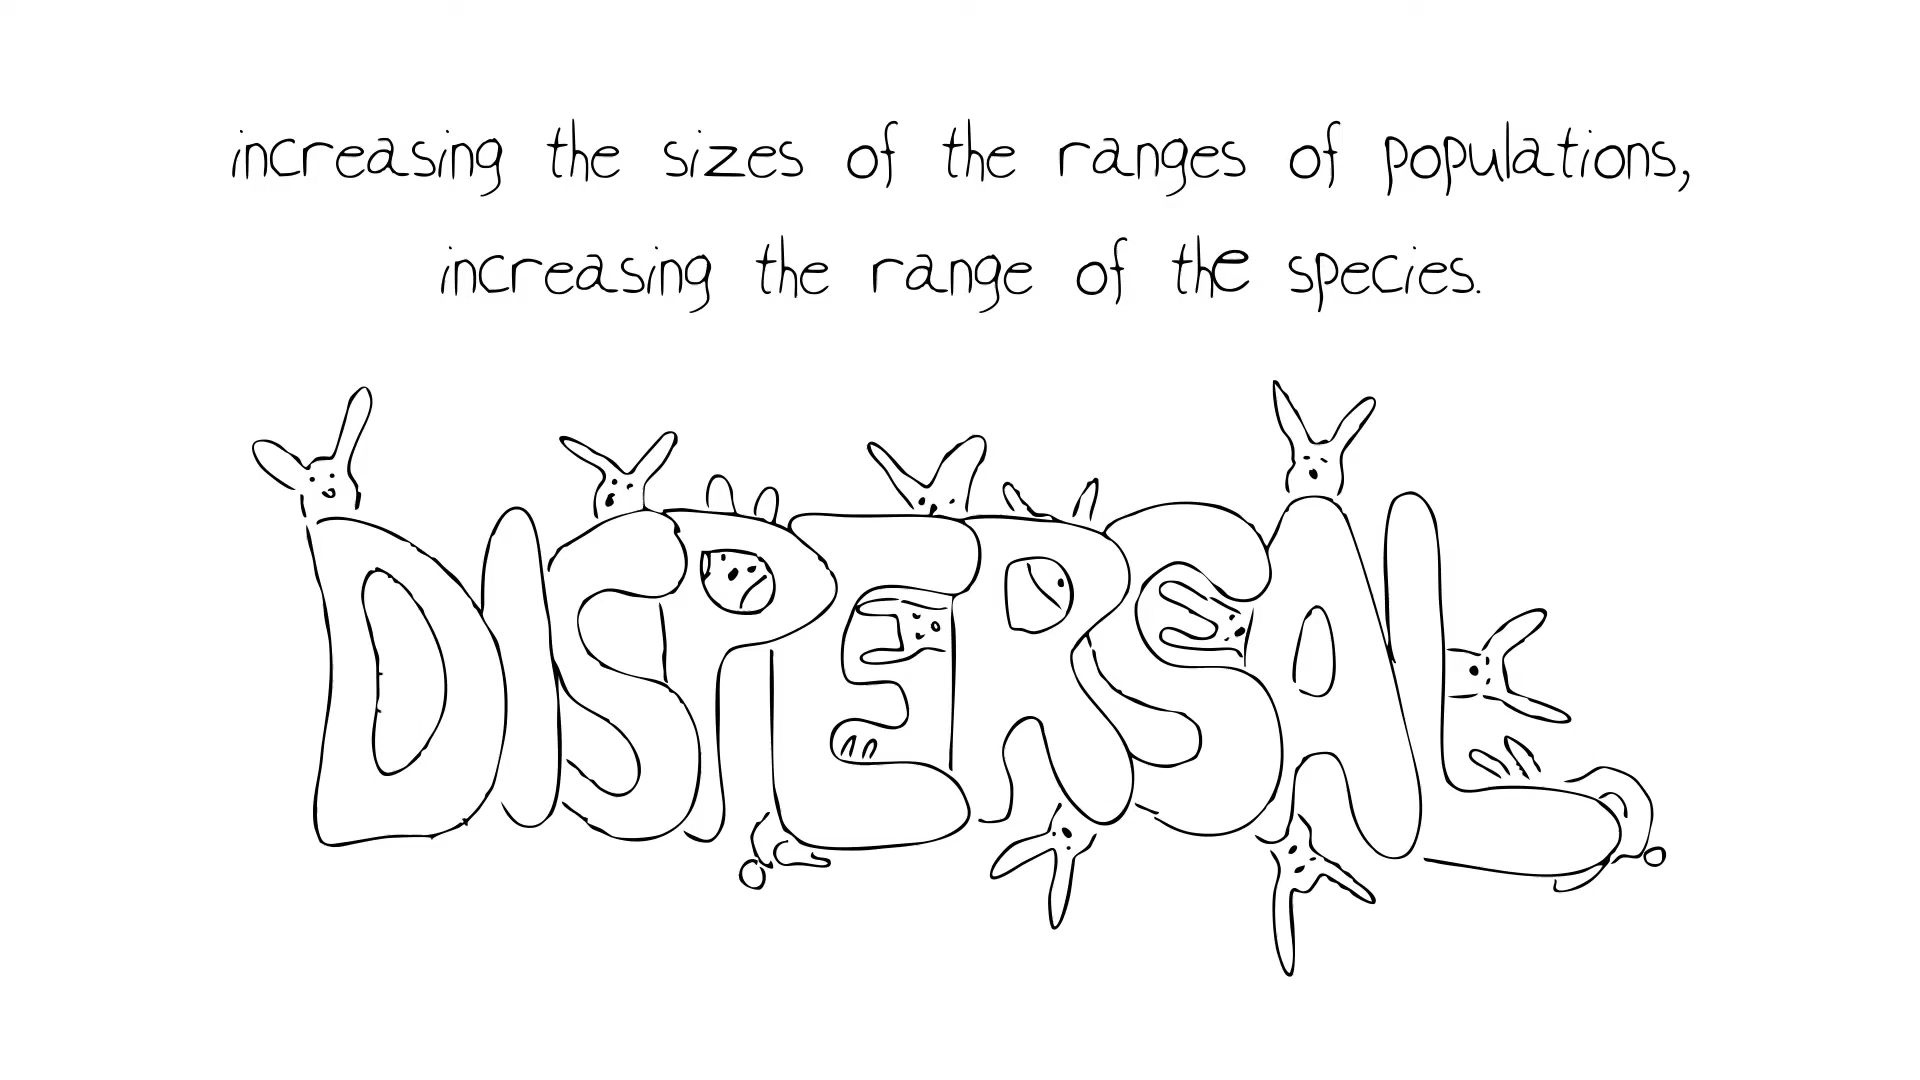 increasing the sizes of the ranges of populations,
increasing the range of the species.
DISPERSAL